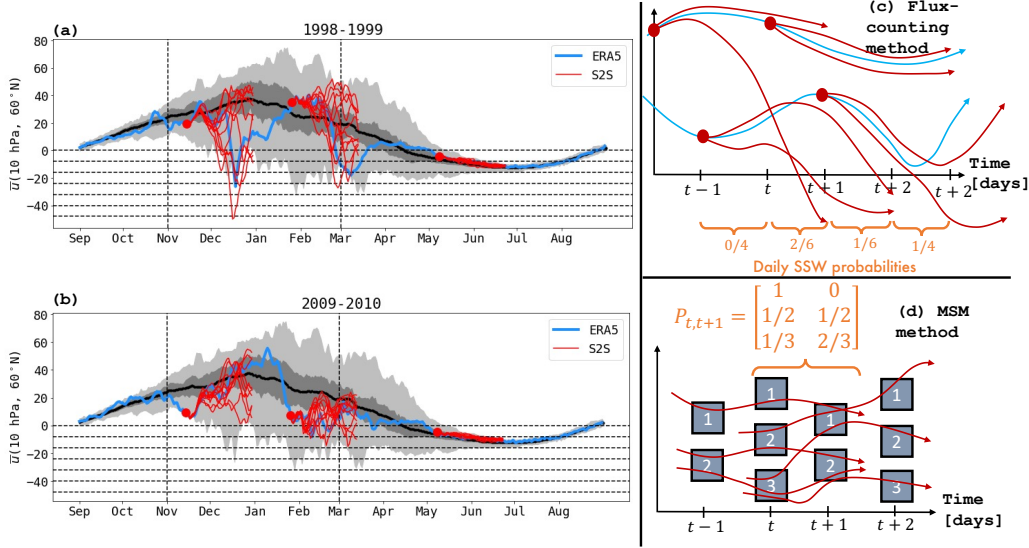 (a)
1998-1999
ERA5
S2S
u̅(10 hPa, 60°N)
80
60
40
20
0
−20
−40
Sep Oct Nov Dec Jan Feb Mar Apr May Jun Jul Aug
(b)
2009-2010
ERA5
S2S
u̅(10 hPa, 60°N)
80
60
40
20
0
−20
−40
Sep Oct Nov Dec Jan Feb Mar Apr May Jun Jul Aug
(c) Flux-
counting
method
Time
[days]
t − 1 t t + 1 t + 2 t + 2
0/4 2/6 1/6 1/4
Daily SSW probabilities
(d) MSM
method
P_{t,t+1} =
1 0
1/2 1/2
1/3 2/3
1 1 1 1
2 2 2 2
3 3
Time
[days]
t − 1 t t + 1 t + 2